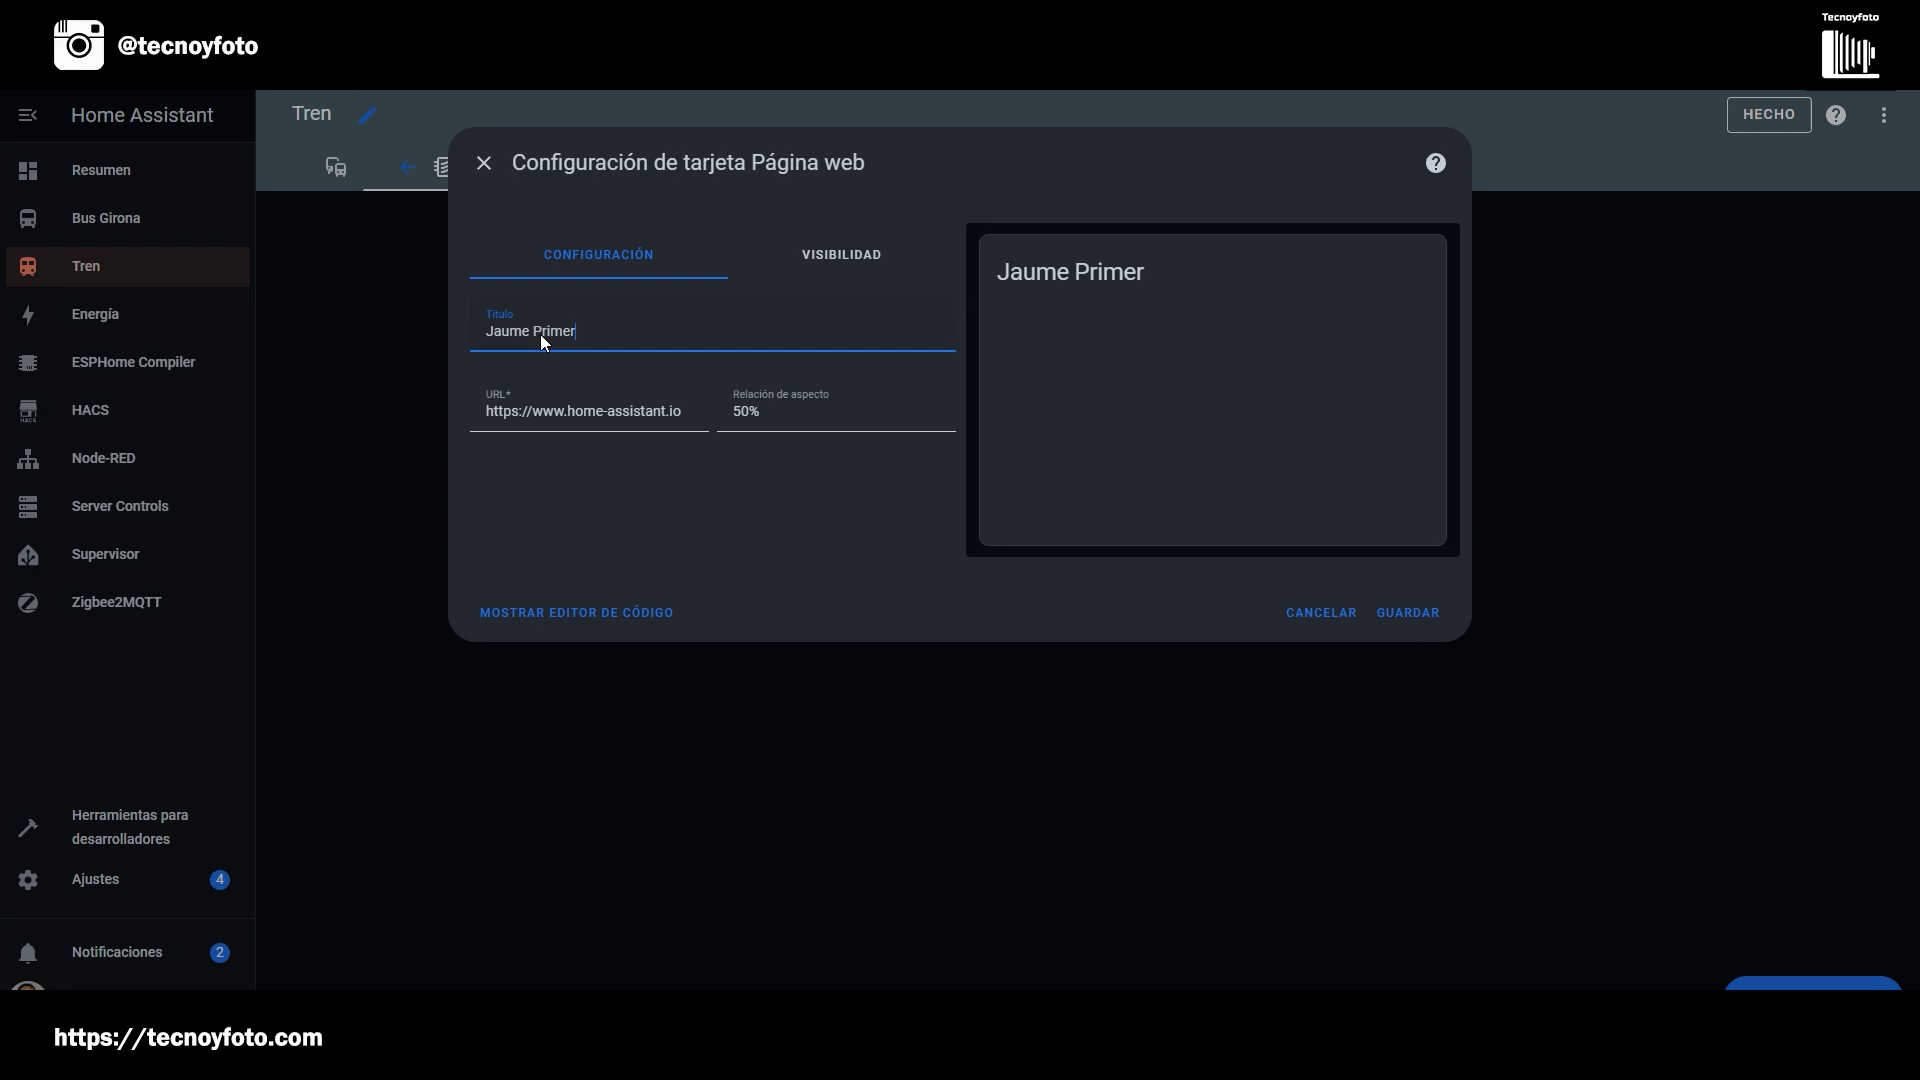 @tecnoyfoto
Tecnoyfoto
Home Assistant
Tren
HECHO
Resumen
Bus Girona
Tren
Energía
ESPHome Compiler
HACS
HACS
Node-RED
Server Controls
Supervisor
Zigbee2MQTT
Herramientas para
desarrolladores
Ajustes
4
Notificaciones
2
Configuración de tarjeta Página web
CONFIGURACIÓN
VISIBILIDAD
Título
Jaume Primer
URL*
https://www.home-assistant.io
Relación de aspecto
50%
Jaume Primer
MOSTRAR EDITOR DE CÓDIGO
CANCELAR
GUARDAR
https://tecnoyfoto.com